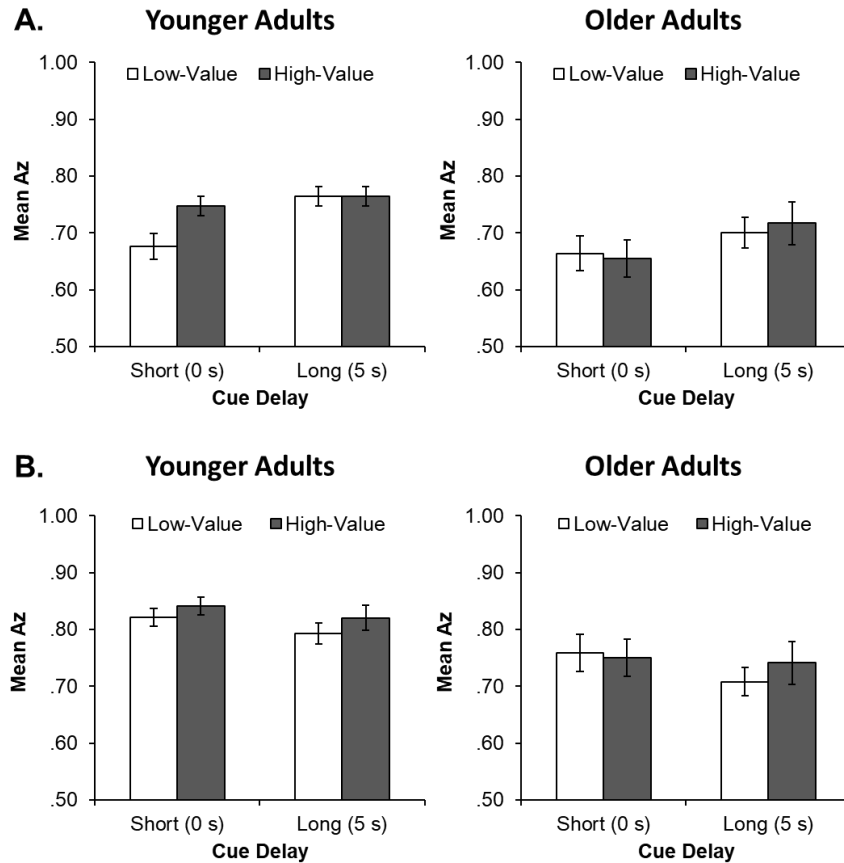 A. Younger Adults
Low-Value High-Value
1.00
.90
.80
.70
.60
.50
Mean Az
Short (0 s) Long (5 s)
Cue Delay
Older Adults
Low-Value High-Value
1.00
.90
.80
.70
.60
.50
Mean Az
Short (0 s) Long (5 s)
Cue Delay
B. Younger Adults
Low-Value High-Value
1.00
.90
.80
.70
.60
.50
Mean Az
Short (0 s) Long (5 s)
Cue Delay
Older Adults
Low-Value High-Value
1.00
.90
.80
.70
.60
.50
Mean Az
Short (0 s) Long (5 s)
Cue Delay